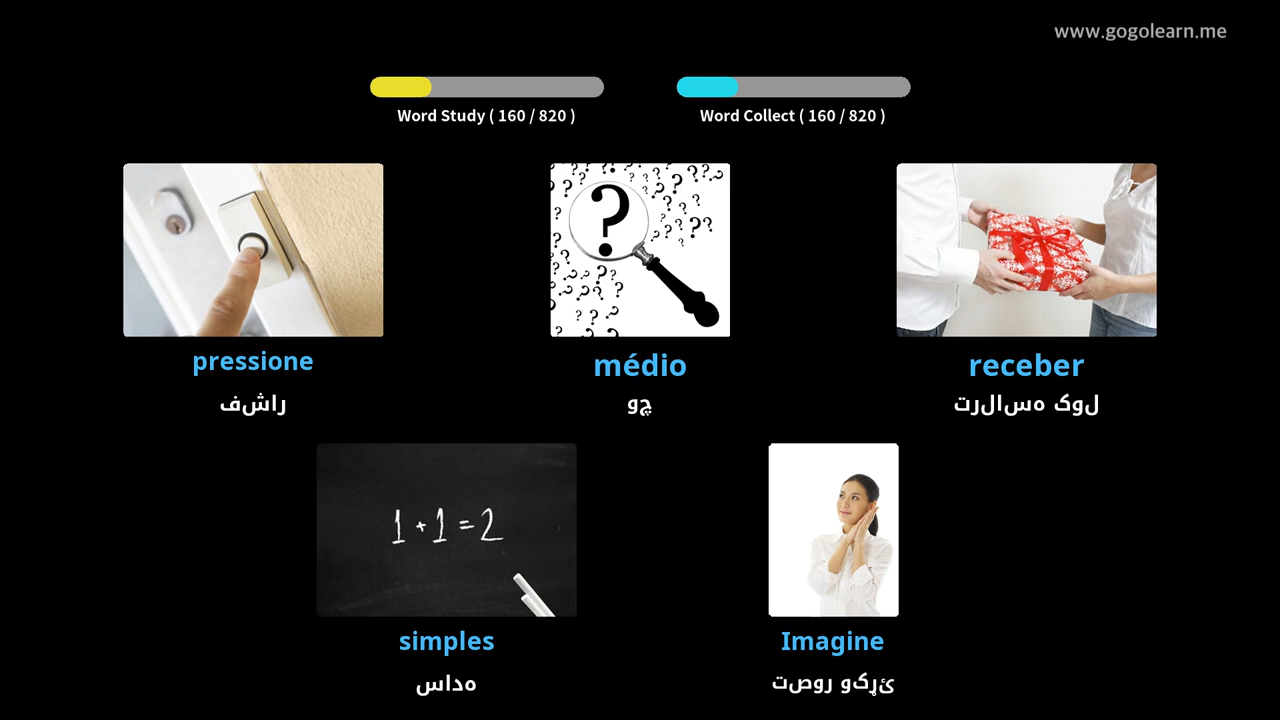 www.gogolearn.me
Word Study ( 160 / 820 )
Word Collect ( 160 / 820 )
pressione
médio
receber
راشف
چو
لوک هسالرت
simples
Imagine
هداس
ئړکو روصت